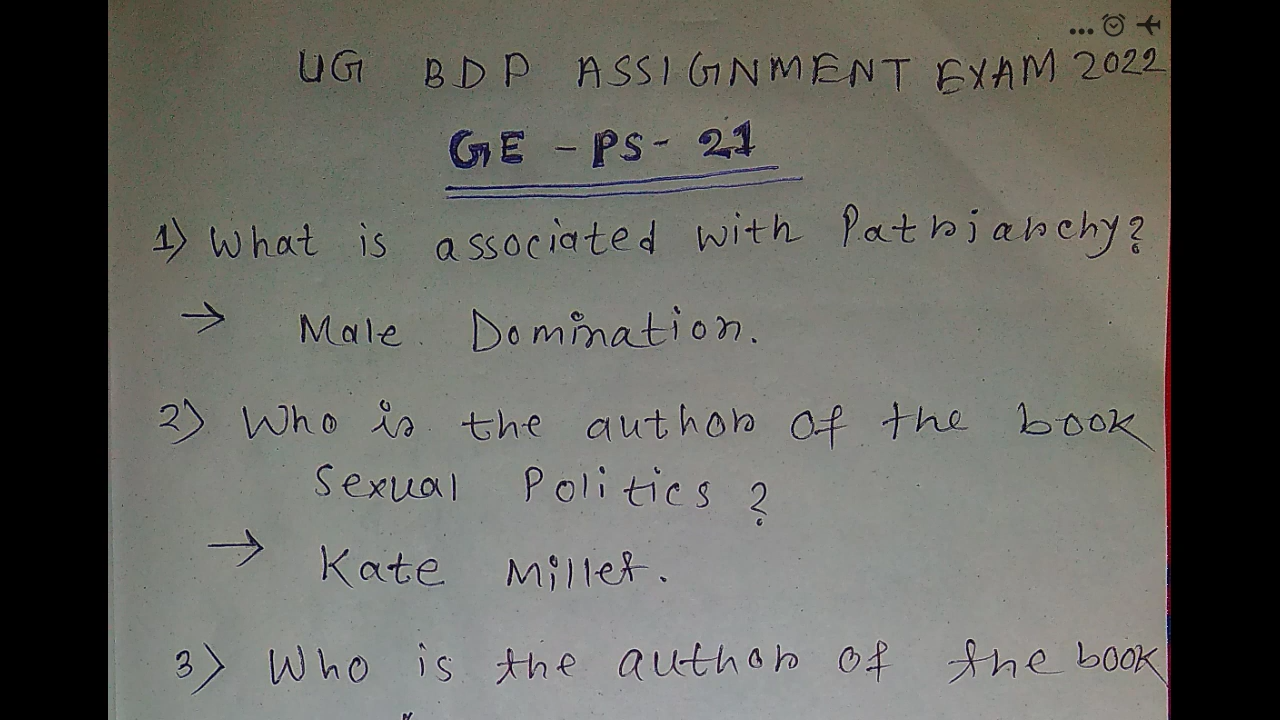 UG BDP ASSIGNMENT EXAM 2022
GE - PS - 21
1) What is associated with Patriarchy?
→ Male Domination.
2) Who is the author of the book
Sexual Politics ?
→ Kate Millet.
3) Who is the author of the book